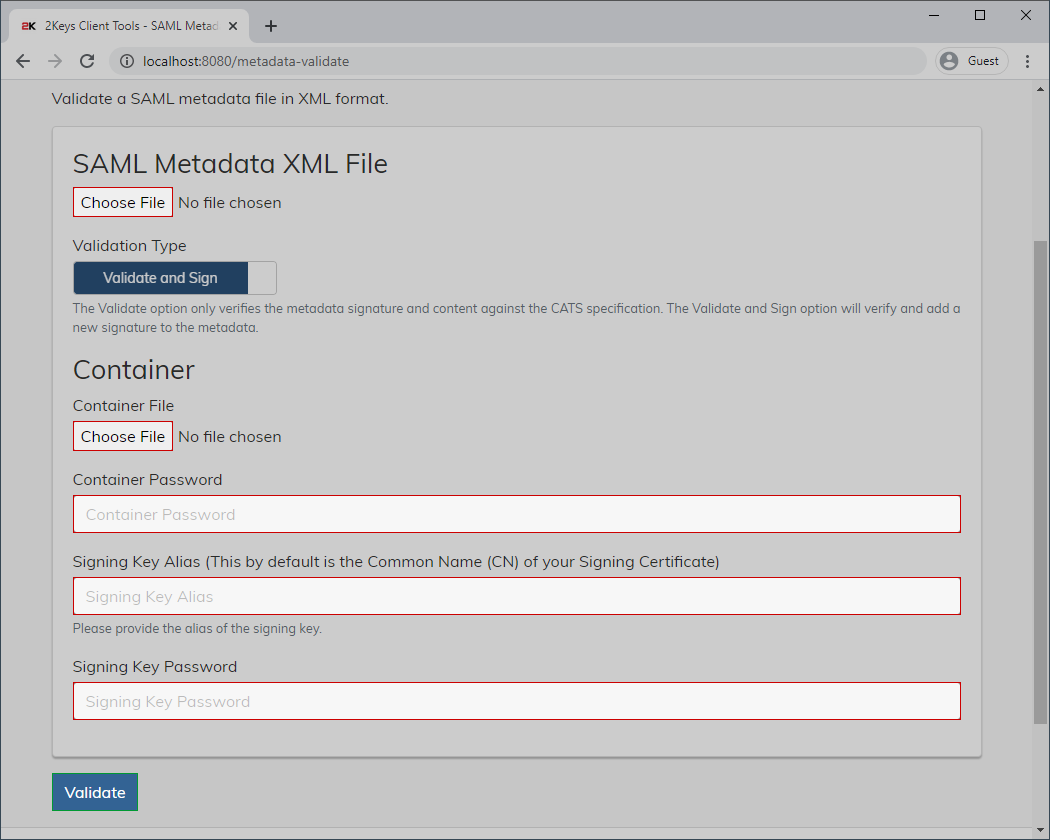 2K 2Keys Client Tools - SAML Metad
localhost:8080/metadata-validate
Guest
Validate a SAML metadata file in XML format.
SAML Metadata XML File
Choose File No file chosen
Validation Type
Validate and Sign
The Validate option only verifies the metadata signature and content against the CATS specification. The Validate and Sign option will verify and add a
new signature to the metadata.
Container
Container File
Choose File No file chosen
Container Password
Container Password
Signing Key Alias (This by default is the Common Name (CN) of your Signing Certificate)
Signing Key Alias
Please provide the alias of the signing key.
Signing Key Password
Signing Key Password
Validate